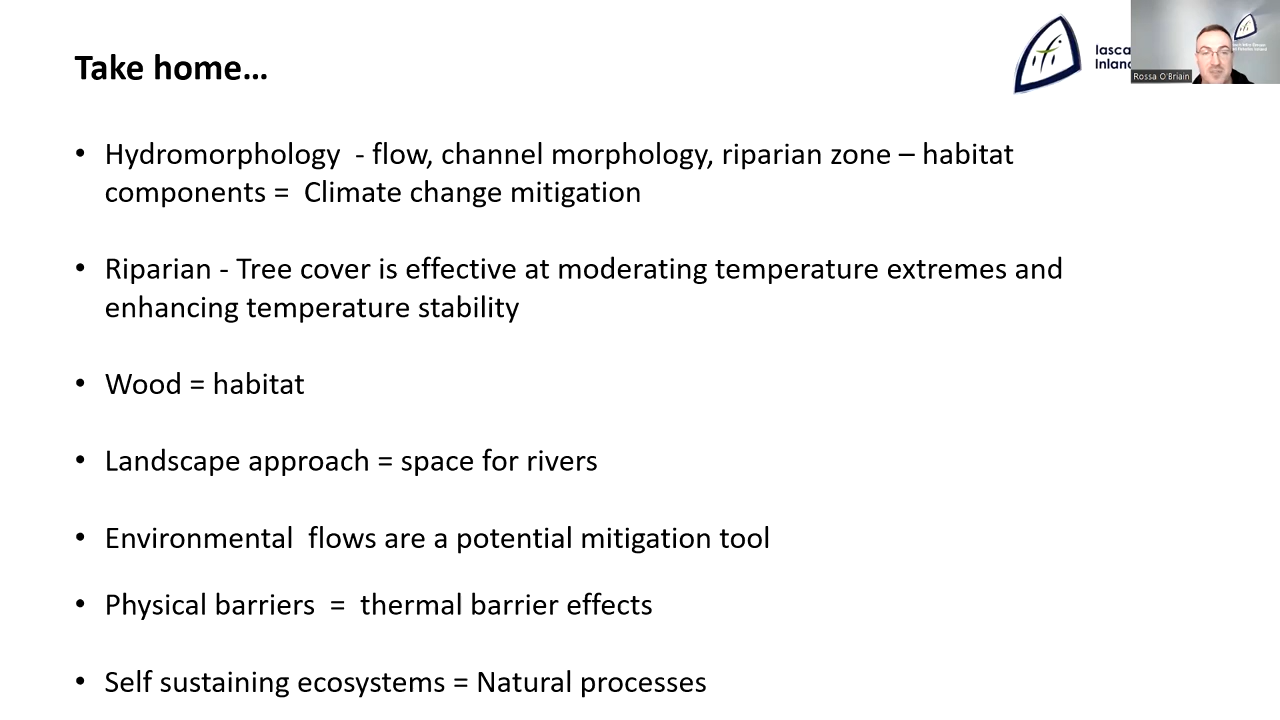 Take home...
Iasca
Inland
Rossa O'Briain
• Hydromorphology - flow, channel morphology, riparian zone – habitat
components = Climate change mitigation
• Riparian - Tree cover is effective at moderating temperature extremes and
enhancing temperature stability
• Wood = habitat
• Landscape approach = space for rivers
• Environmental flows are a potential mitigation tool
• Physical barriers = thermal barrier effects
• Self sustaining ecosystems = Natural processes